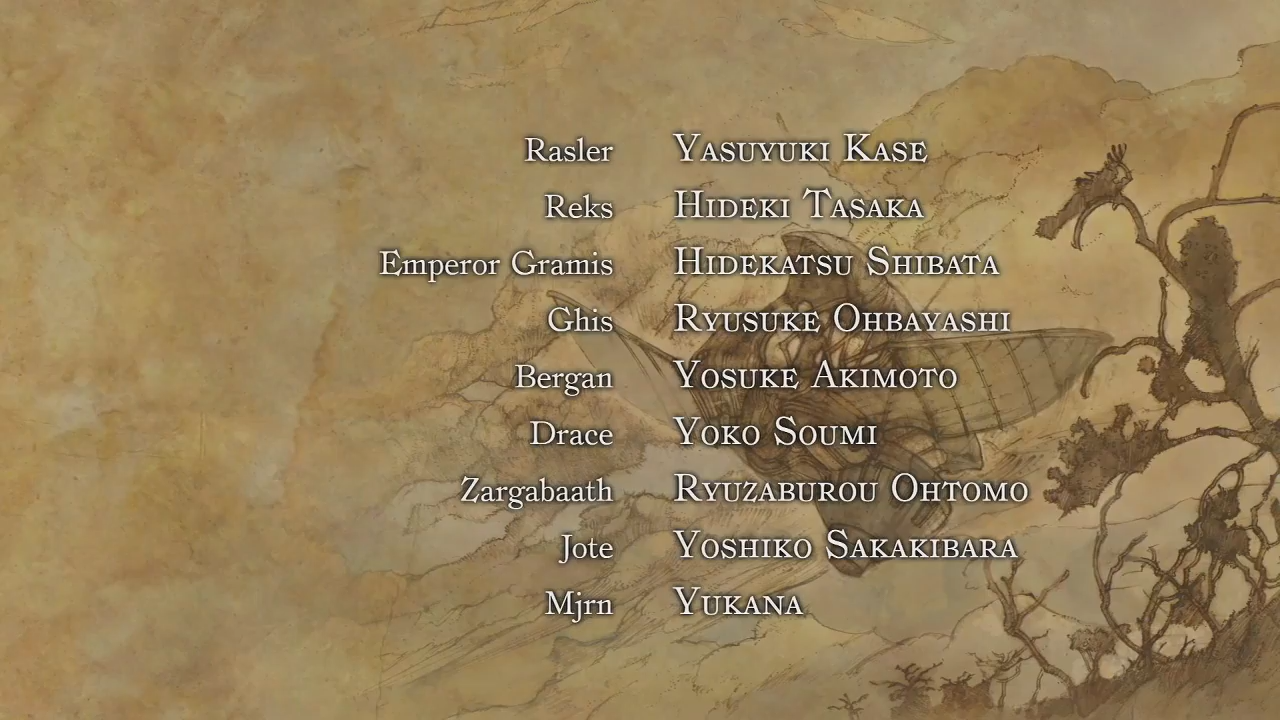 Rasler Yasuyuki Kase
Reks Hideki Tasaka
Emperor Gramis Hidekatsu Shibata
Ghis Ryusuke Ohbayashi
Bergan Yosuke Akimoto
Drace Yoko Soumi
Zargabaath Ryuzaburou Ohtomo
Jote Yoshiko Sakakibara
Mjrn Yukana